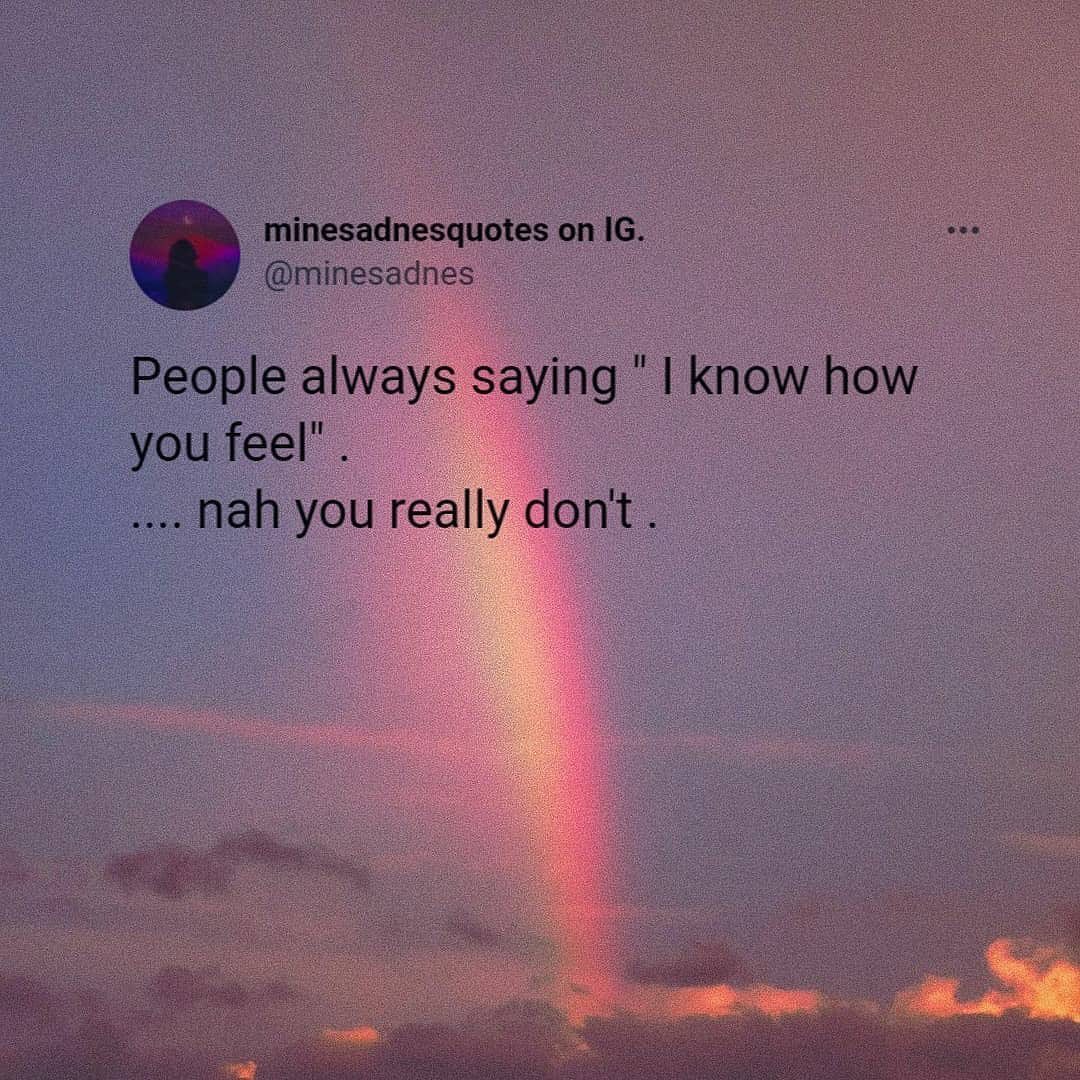 minesadnesquotes on IG.
@minesadnes
People always saying " I know how
you feel" .
.... nah you really don't .